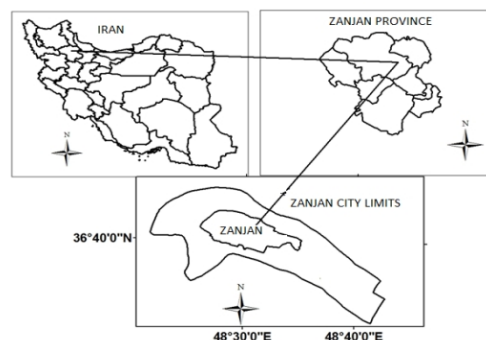 IRAN
N
ZANJAN PROVINCE
N
ZANJAN CITY LIMITS
ZANJAN
36°40'0"N
N
48°30'0"E
48°40'0"E